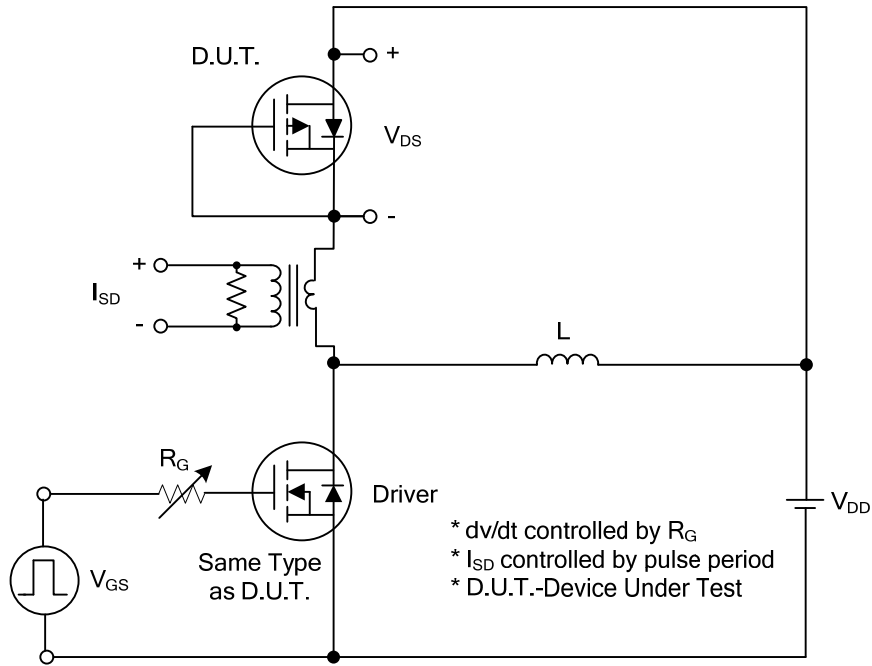 D.U.T.
+
V_DS
-
+
I_SD
-
L
R_G
Driver
V_DD
V_GS
Same Type
as D.U.T.
* dv/dt controlled by R_G
* I_SD controlled by pulse period
* D.U.T.-Device Under Test